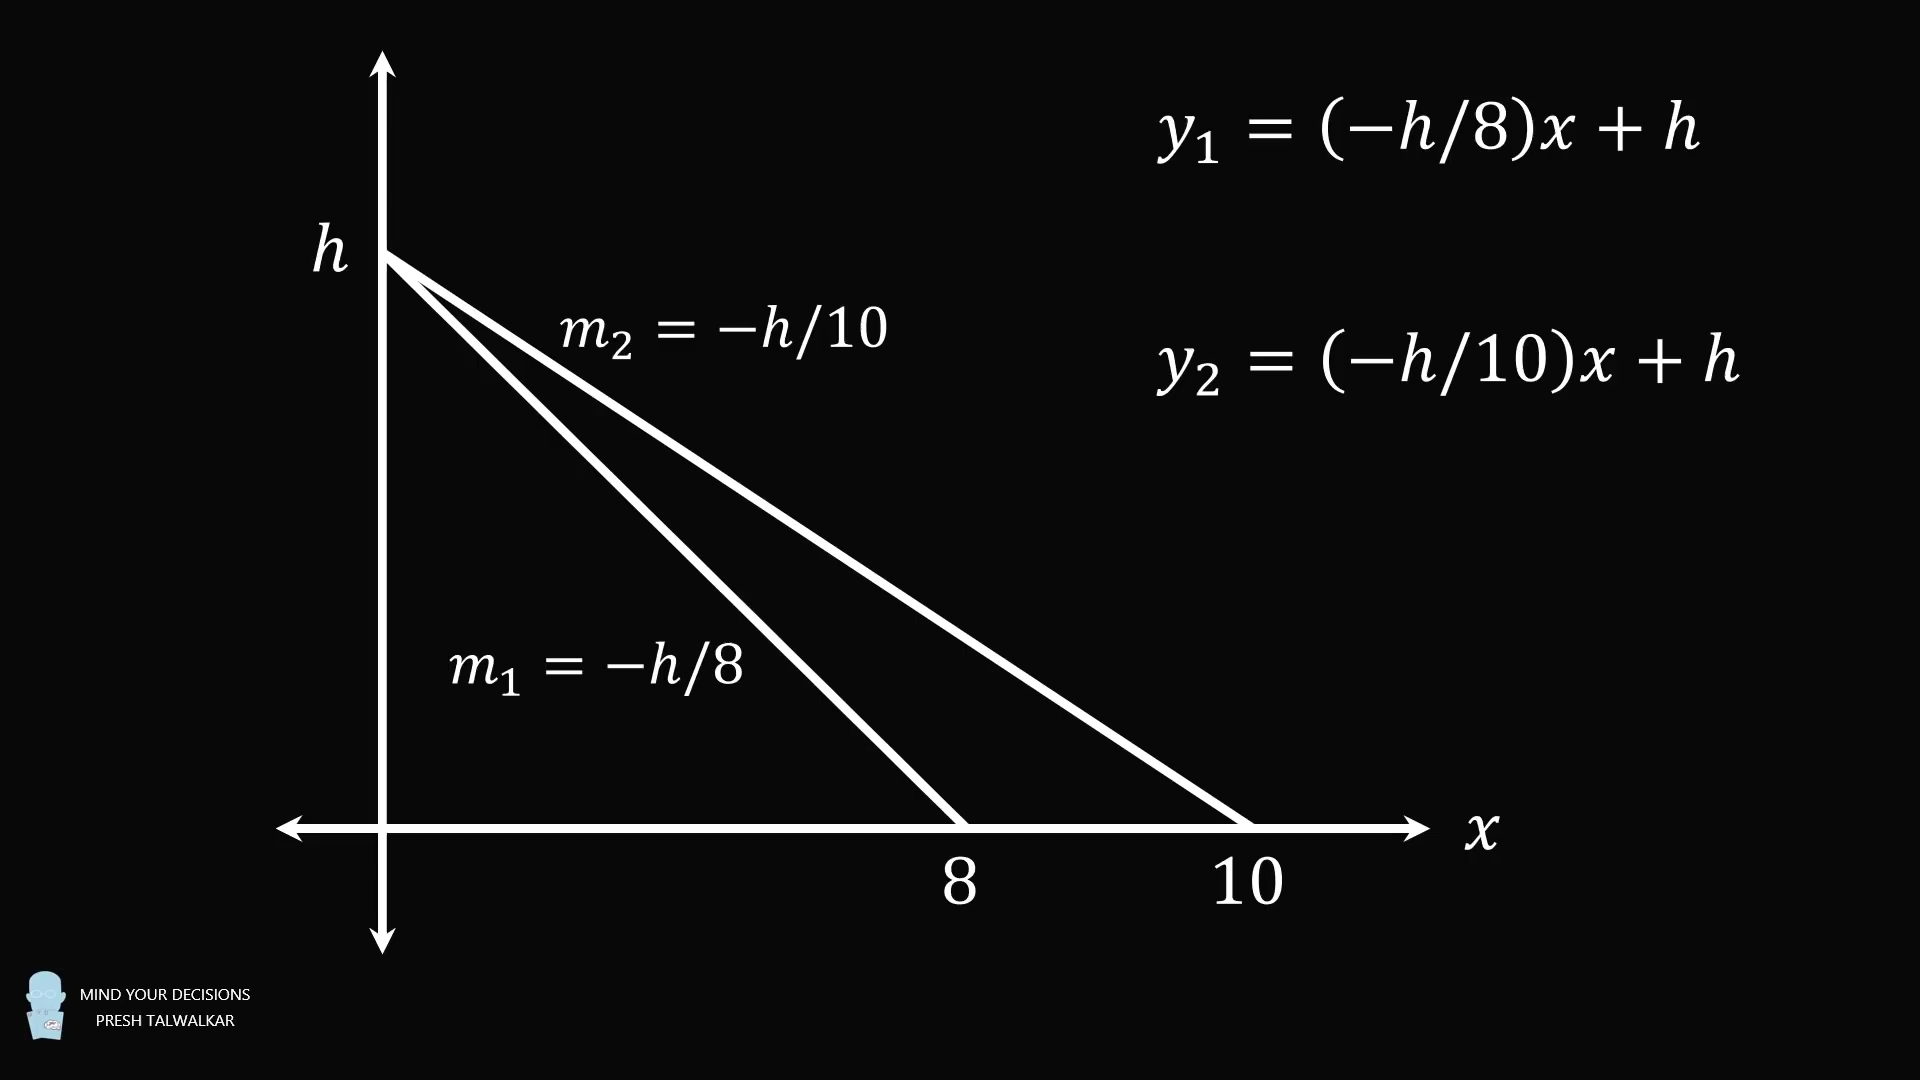 y₁ = (−h/8)x + h
h
m₂ = −h/10
y₂ = (−h/10)x + h
m₁ = −h/8
x
8
10
MIND YOUR DECISIONS
PRESH TALWALKAR